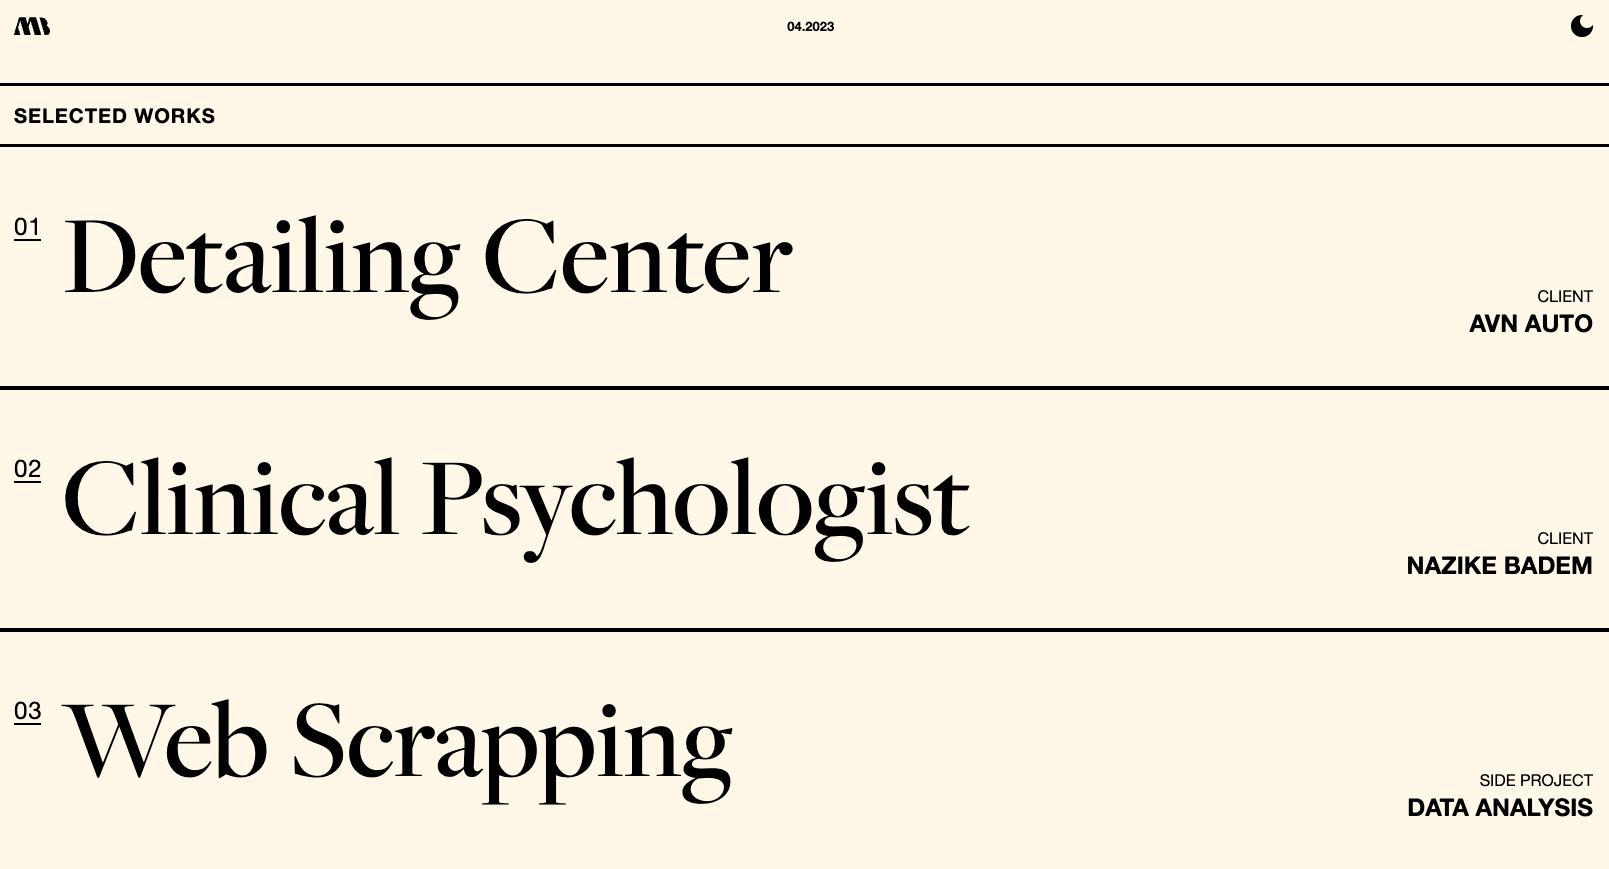 MB
04.2023
SELECTED WORKS
01 Detailing Center
CLIENT
AVN AUTO
02 Clinical Psychologist
CLIENT
NAZIKE BADEM
03 Web Scrapping
SIDE PROJECT
DATA ANALYSIS